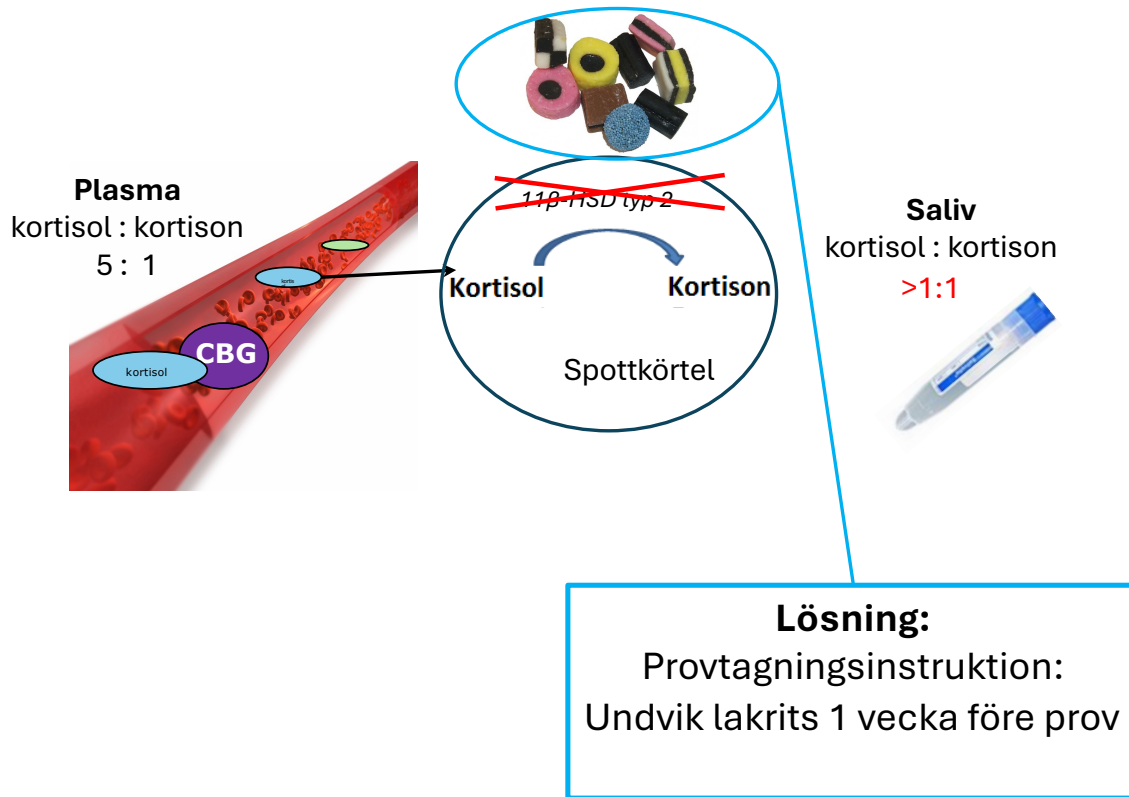 Plasma
kortisol : kortison
5 : 1
CBG
kortisol
11β-HSD typ 2
Kortisol
Kortison
Spottkörtel
Saliv
kortisol : kortison
>1:1
Lösning:
Provtagningsinstruktion:
Undvik lakrits 1 vecka före prov